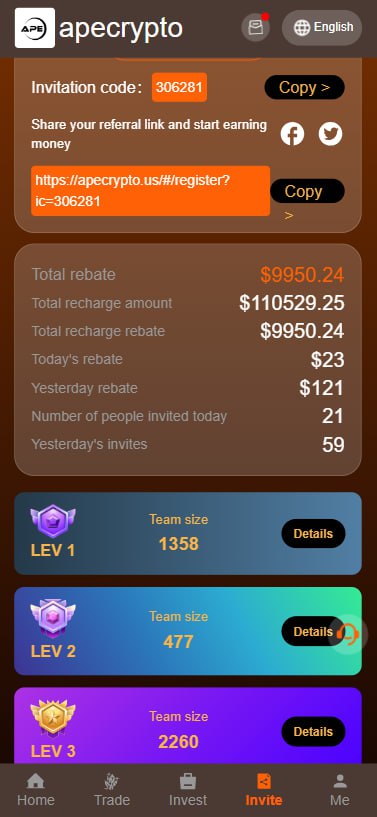 APE apecrypto English
Invitation code: 306281 Copy >
Share your referral link and start earning
money
https://apecrypto.us/#/register?
ic=306281
Copy
>
Total rebate $9950.24
Total recharge amount $110529.25
Total recharge rebate $9950.24
Today's rebate $23
Yesterday rebate $121
Number of people invited today 21
Yesterday's invites 59
Team size
LEV 1 1358 Details
Team size
LEV 2 477 Details
Team size
LEV 3 2260 Details
Home Trade Invest Invite Me